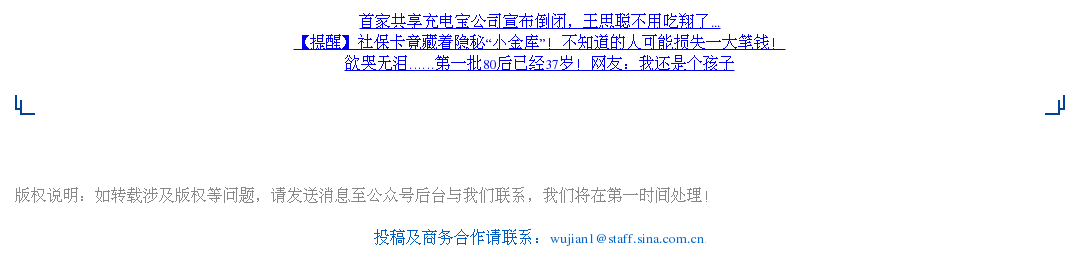 首家共享充电宝公司宣布倒闭，王思聪不用吃翔了...
【提醒】社保卡竟藏着隐秘“小金库”！不知道的人可能损失一大笔钱！
欲哭无泪……第一批80后已经37岁！网友：我还是个孩子
版权说明：如转载涉及版权等问题，请发送消息至公众号后台与我们联系，我们将在第一时间处理！
投稿及商务合作请联系：wujian1@staff.sina.com.cn